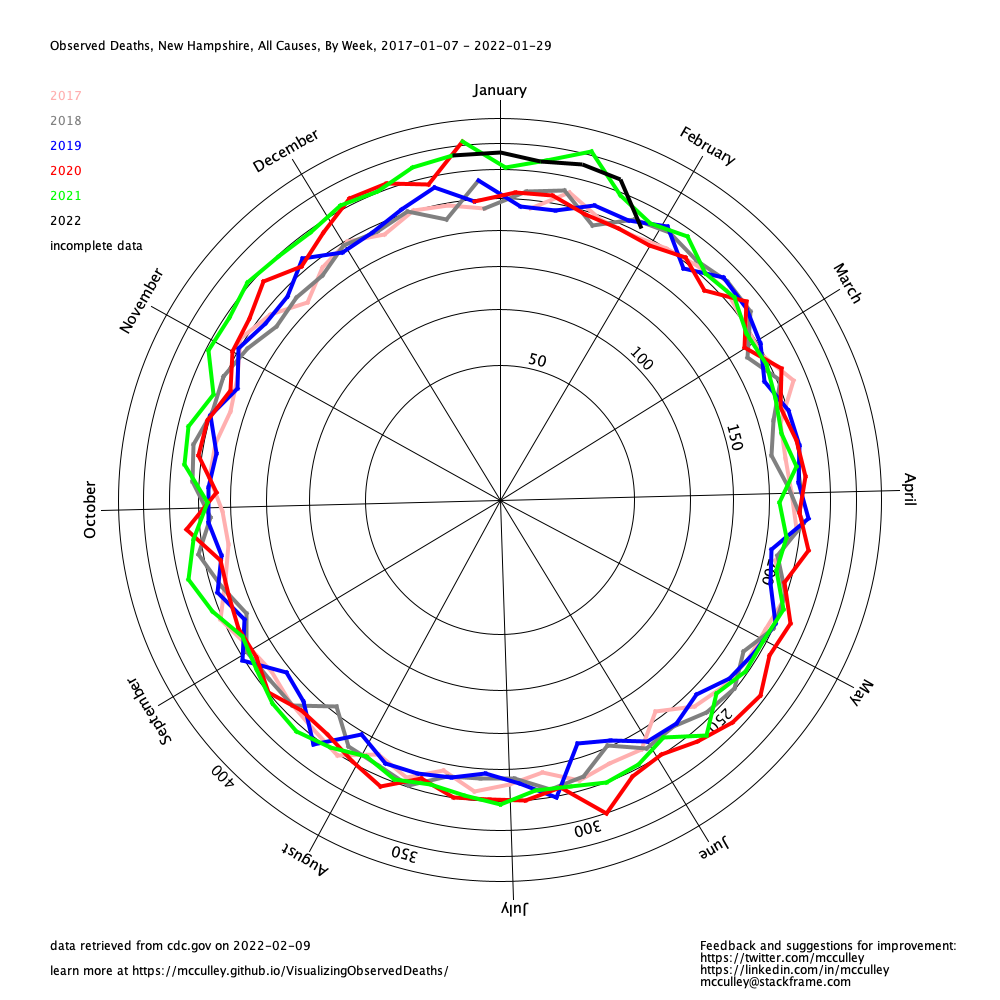 Observed Deaths, New Hampshire, All Causes, By Week, 2017-01-07 - 2022-01-29
January
2017
2018
2019
2020
2021
2022
incomplete data
December
February
November
March
50
100
150
October
April
200
September
May
250
400
300
350
August
June
July
data retrieved from cdc.gov on 2022-02-09
learn more at https://mcculley.github.io/VisualizingObservedDeaths/
Feedback and suggestions for improvement:
https://twitter.com/mcculley
https://linkedin.com/in/mcculley
mcculley@stackframe.com